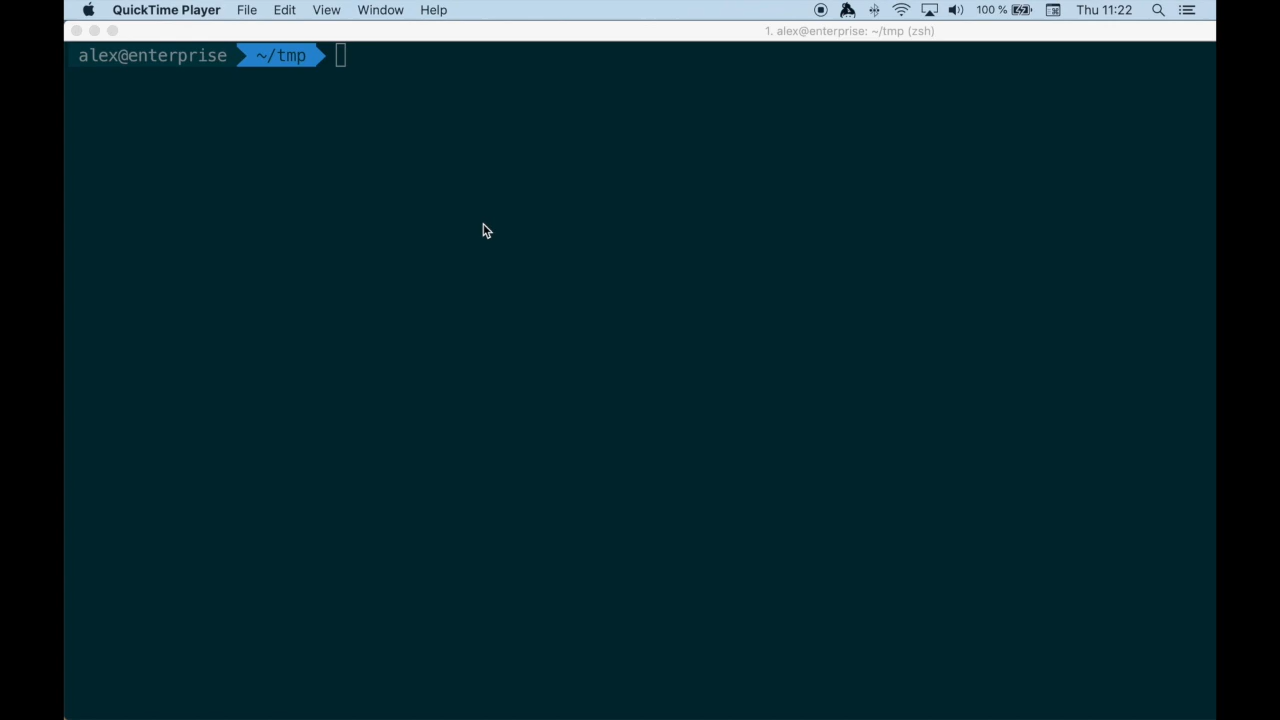 QuickTime Player File Edit View Window Help 100 % Thu 11:22
1. alex@enterprise: ~/tmp (zsh)
alex@enterprise ~/tmp